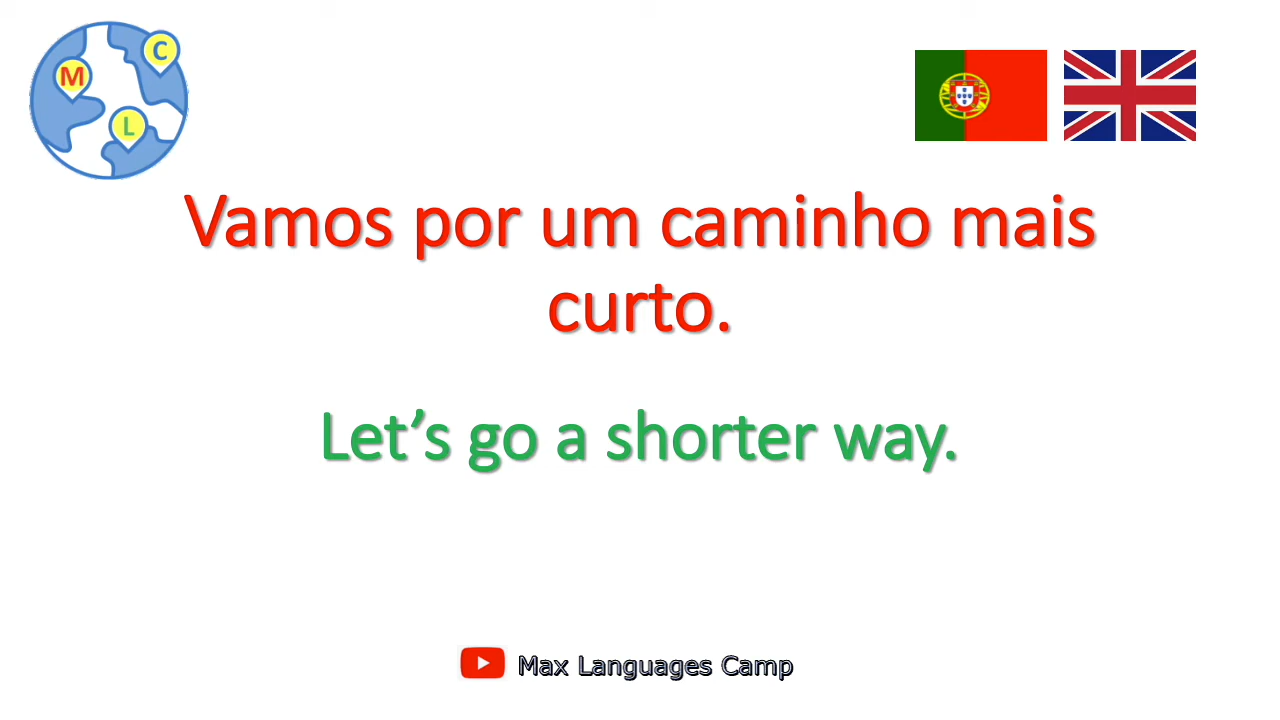 M
C
L
Vamos por um caminho mais
curto.
Let’s go a shorter way.
Max Languages Camp